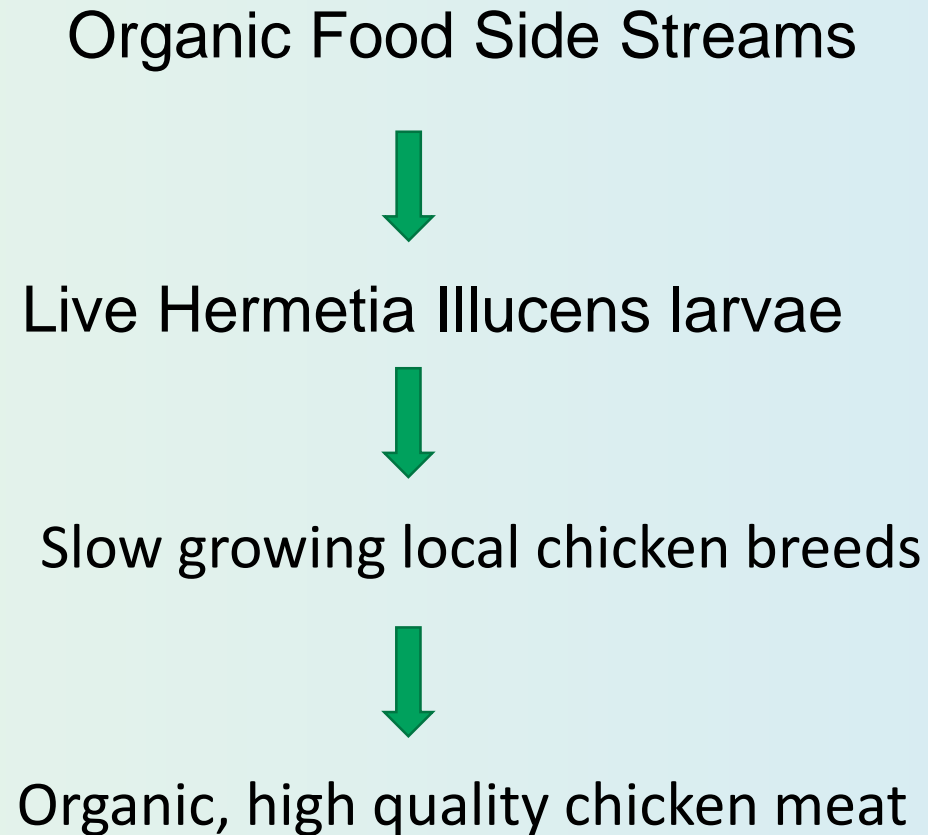 Organic Food Side Streams
Live Hermetia Illucens larvae
Slow growing local chicken breeds
Organic, high quality chicken meat